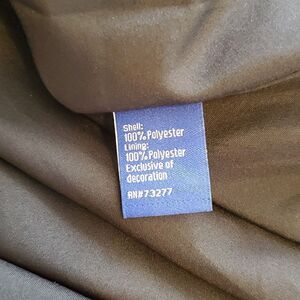 Shell:
100% Polyester
Lining:
100% Polyester
Exclusive of
decoration
RN#73277